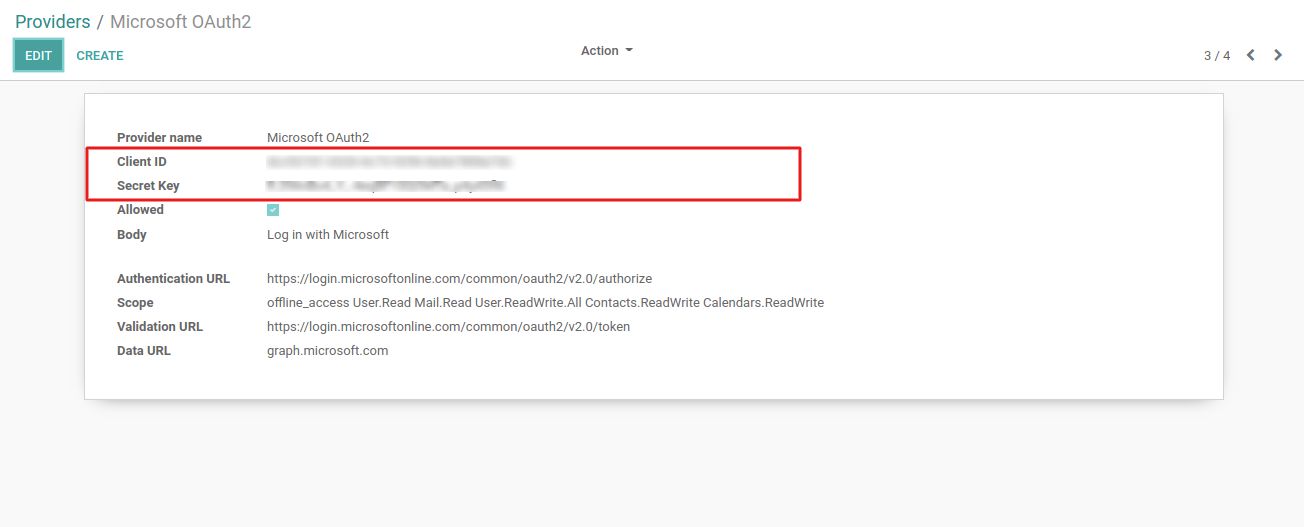 Providers / Microsoft OAuth2
EDIT CREATE Action 3 / 4
Provider name Microsoft OAuth2
Client ID
Secret Key
Allowed
Body Log in with Microsoft
Authentication URL https://login.microsoftonline.com/common/oauth2/v2.0/authorize
Scope offline_access User.Read Mail.Read User.ReadWrite.All Contacts.ReadWrite Calendars.ReadWrite
Validation URL https://login.microsoftonline.com/common/oauth2/v2.0/token
Data URL graph.microsoft.com